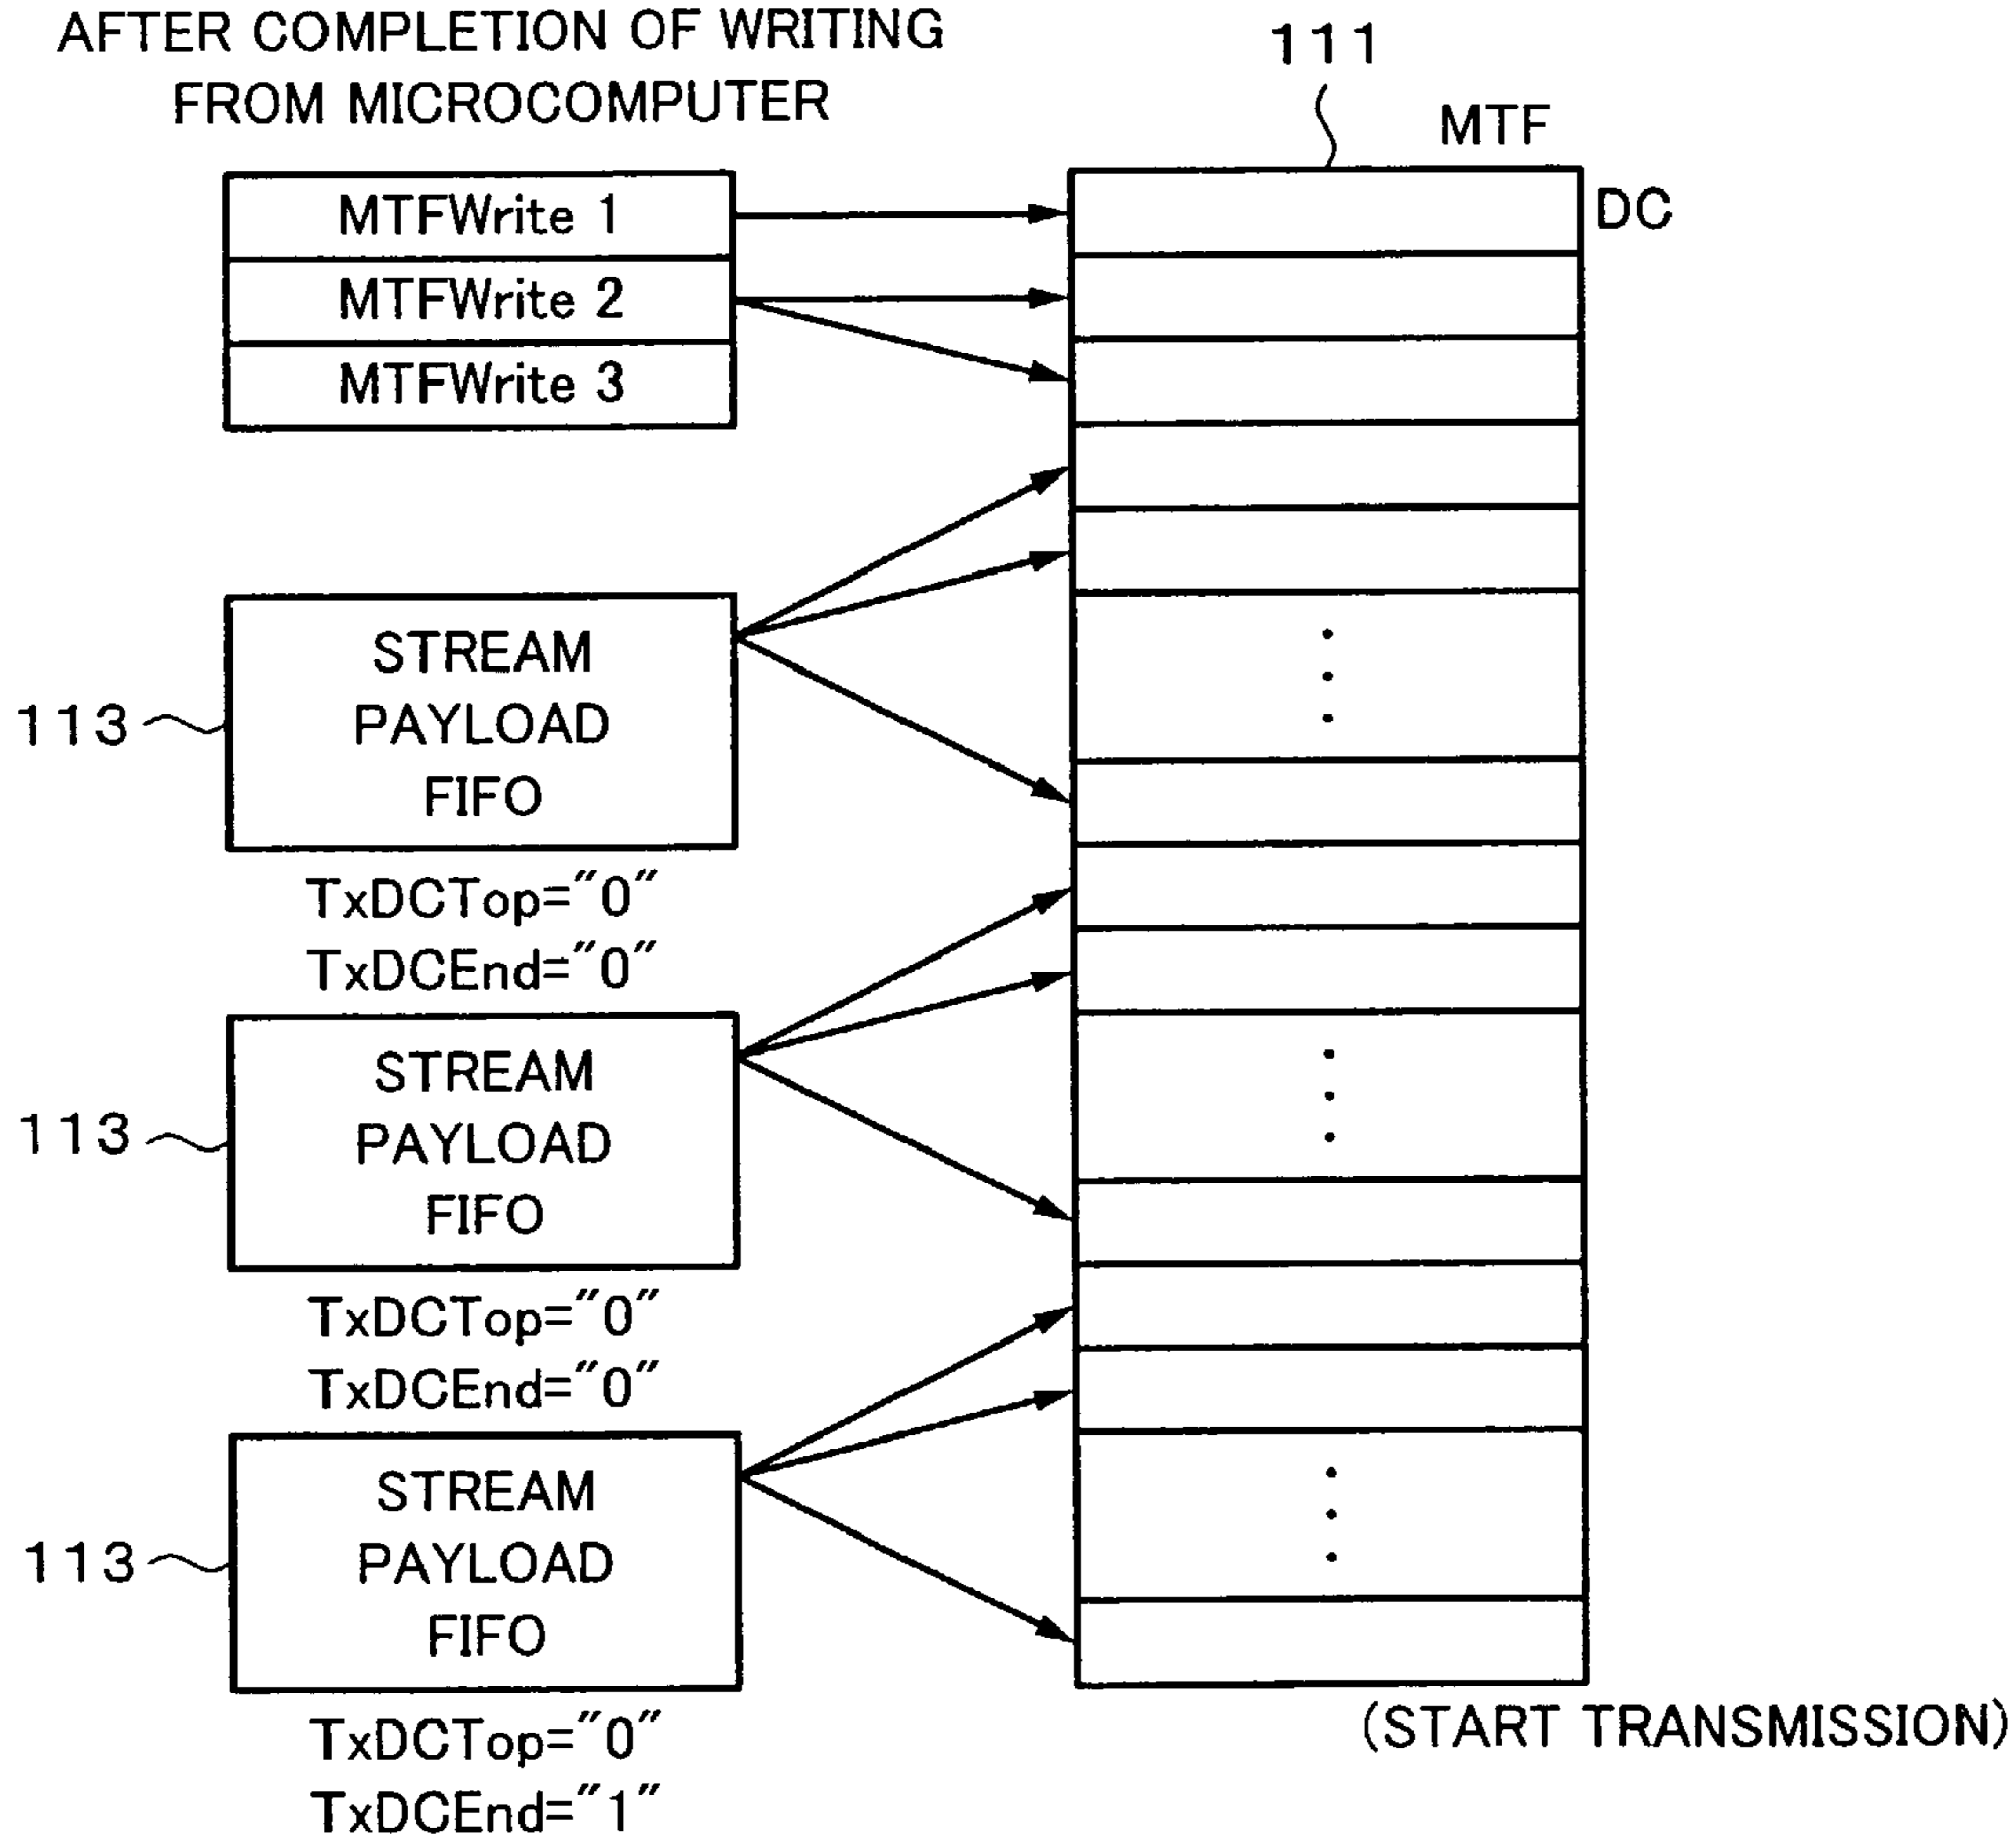 AFTER COMPLETION OF WRITING
FROM MICROCOMPUTER
111
MTF
DC
MTFWrite 1
MTFWrite 2
MTFWrite 3
113
STREAM
PAYLOAD
FIFO
TxDCTop="0"
TxDCEnd="0"
113
STREAM
PAYLOAD
FIFO
TxDCTop="0"
TxDCEnd="0"
113
STREAM
PAYLOAD
FIFO
(START TRANSMISSION)
TxDCTop="0"
TxDCEnd="1"